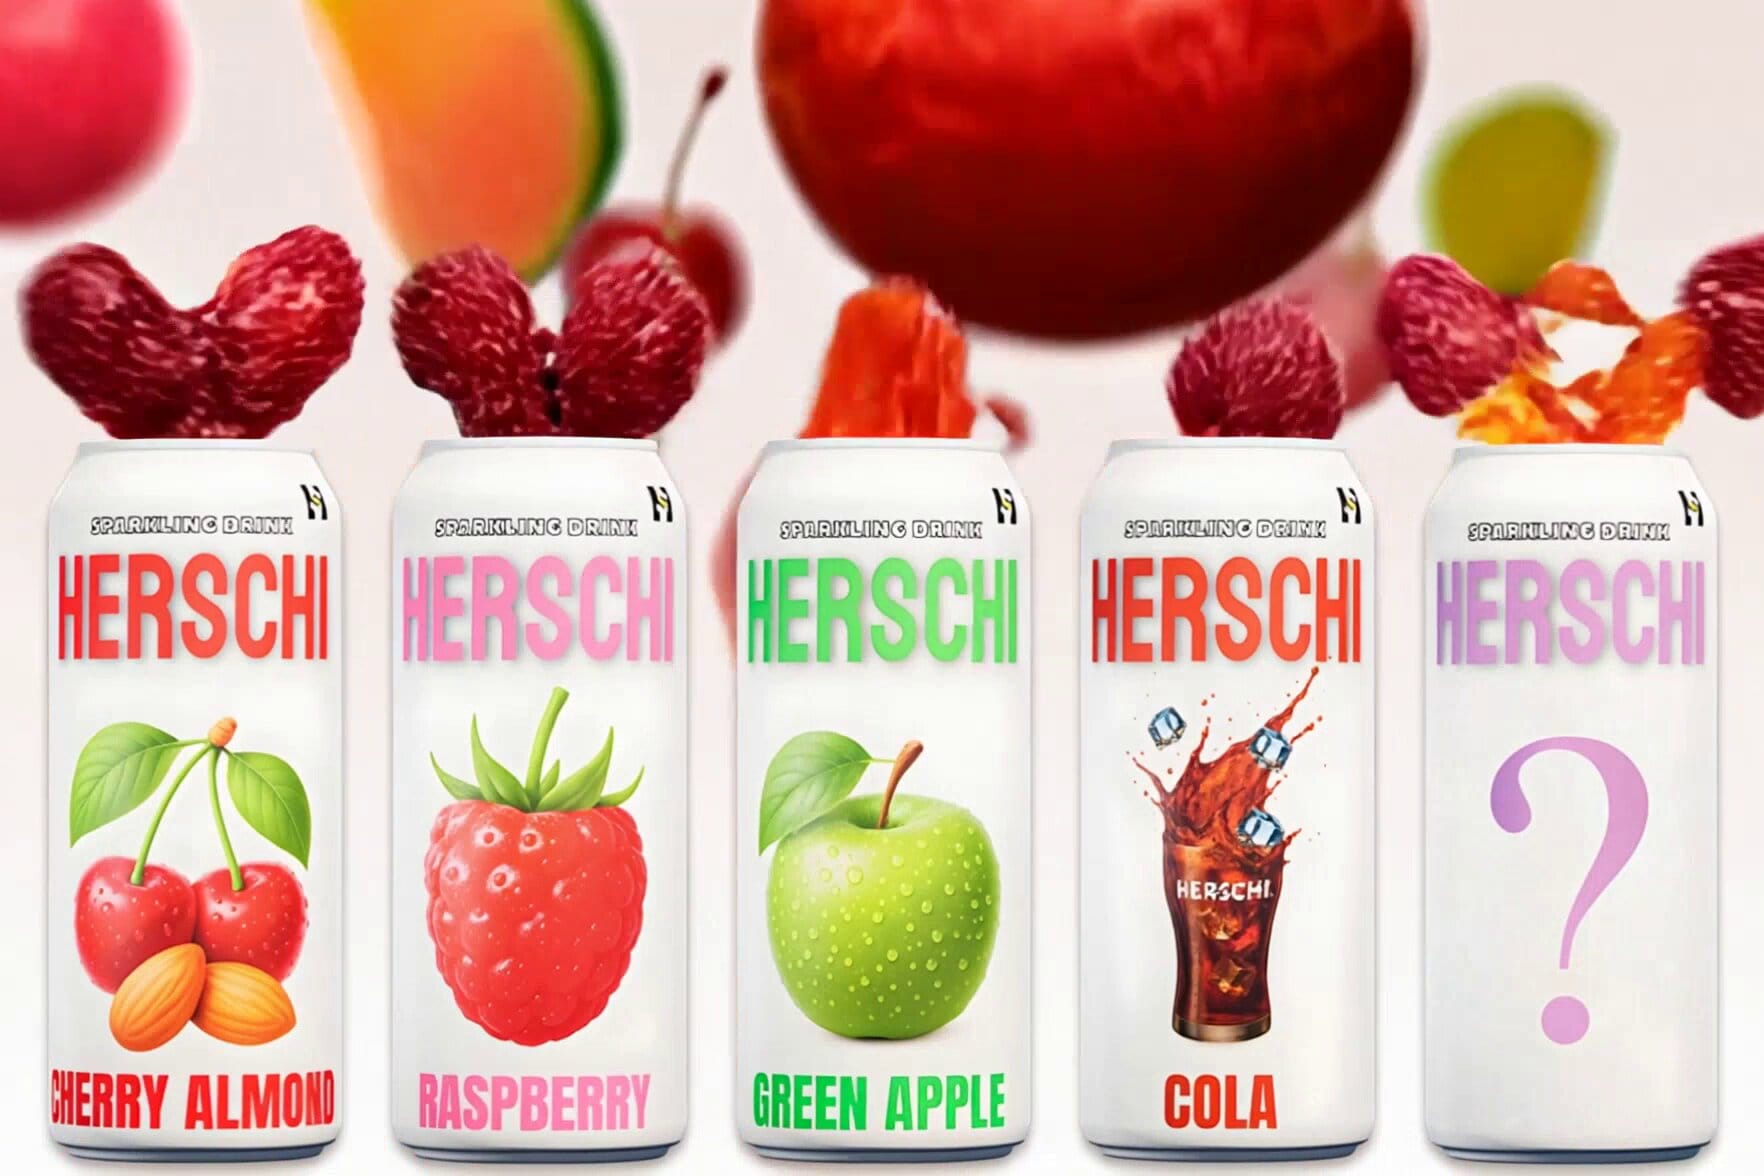 SPARKLING DRINK
HERSCHI
CHERRY ALMOND
SPARKLING DRINK
HERSCHI
RASPBERRY
SPARKLING DRINK
HERSCHI
GREEN APPLE
SPARKLING DRINK
HERSCHI
HERSCHI
COLA
SPARKLING DRINK
HERSCHI
?